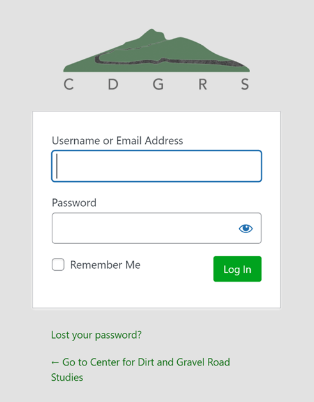 C D G R S
Username or Email Address
Password
Remember Me
Log In
Lost your password?
← Go to Center for Dirt and Gravel Road
Studies